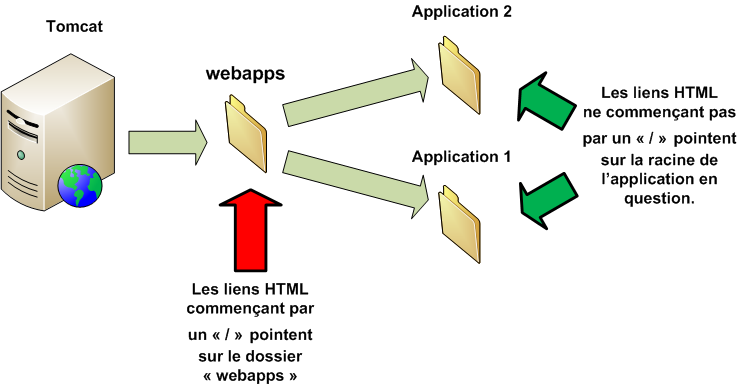 Tomcat
webapps
Application 2
Application 1
Les liens HTML
ne commençant pas
par un « / » pointent
sur la racine de
l'application en
question.
Les liens HTML
commençant par
un « / » pointent
sur le dossier
« webapps »